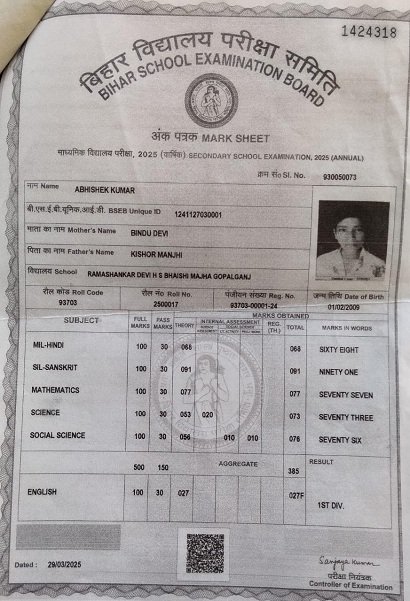 1424318
बिहार विद्यालय परीक्षा समिति
BIHAR SCHOOL EXAMINATION BOARD
अंक पत्रक MARK SHEET
माध्यमिक विद्यालय परीक्षा, 2025 (वार्षिक) SECONDARY SCHOOL EXAMINATION, 2025 (ANNUAL)
क्रम सं० Sl. No. 930050073
नाम Name ABHISHEK KUMAR
बी.एस.ई.बी.यूनिक.आई.डी. BSEB Unique ID 1241127030001
माता का नाम Mother's Name BINDU DEVI
पिता का नाम Father's Name KISHOR MANJHI
विद्यालय School RAMASHANKAR DEVI H S BHAISHI MAJHA GOPALGANJ
रोल कोड Roll Code रोल नं० Roll No. पंजीयन संख्या Reg. No. जन्म तिथि Date of Birth
93703 2500017 93703-00001-24 01/02/2009
MARKS OBTAINED
SUBJECT FULL MARKS PASS MARKS THEORY INTERNAL ASSESSMENT REG. (TH.) TOTAL MARKS IN WORDS
MIL-HINDI 100 30 068 068 SIXTY EIGHT
SIL-SANSKRIT 100 30 091 091 NINETY ONE
MATHEMATICS 100 30 077 077 SEVENTY SEVEN
SCIENCE 100 30 053 020 073 SEVENTY THREE
SOCIAL SCIENCE 100 30 056 010 010 076 SEVENTY SIX
500 150 AGGREGATE 385 RESULT
ENGLISH 100 30 027 027F
1ST DIV.
Sanjaya Kumar
Dated : 29/03/2025 परीक्षा नियंत्रक
Controller of Examination